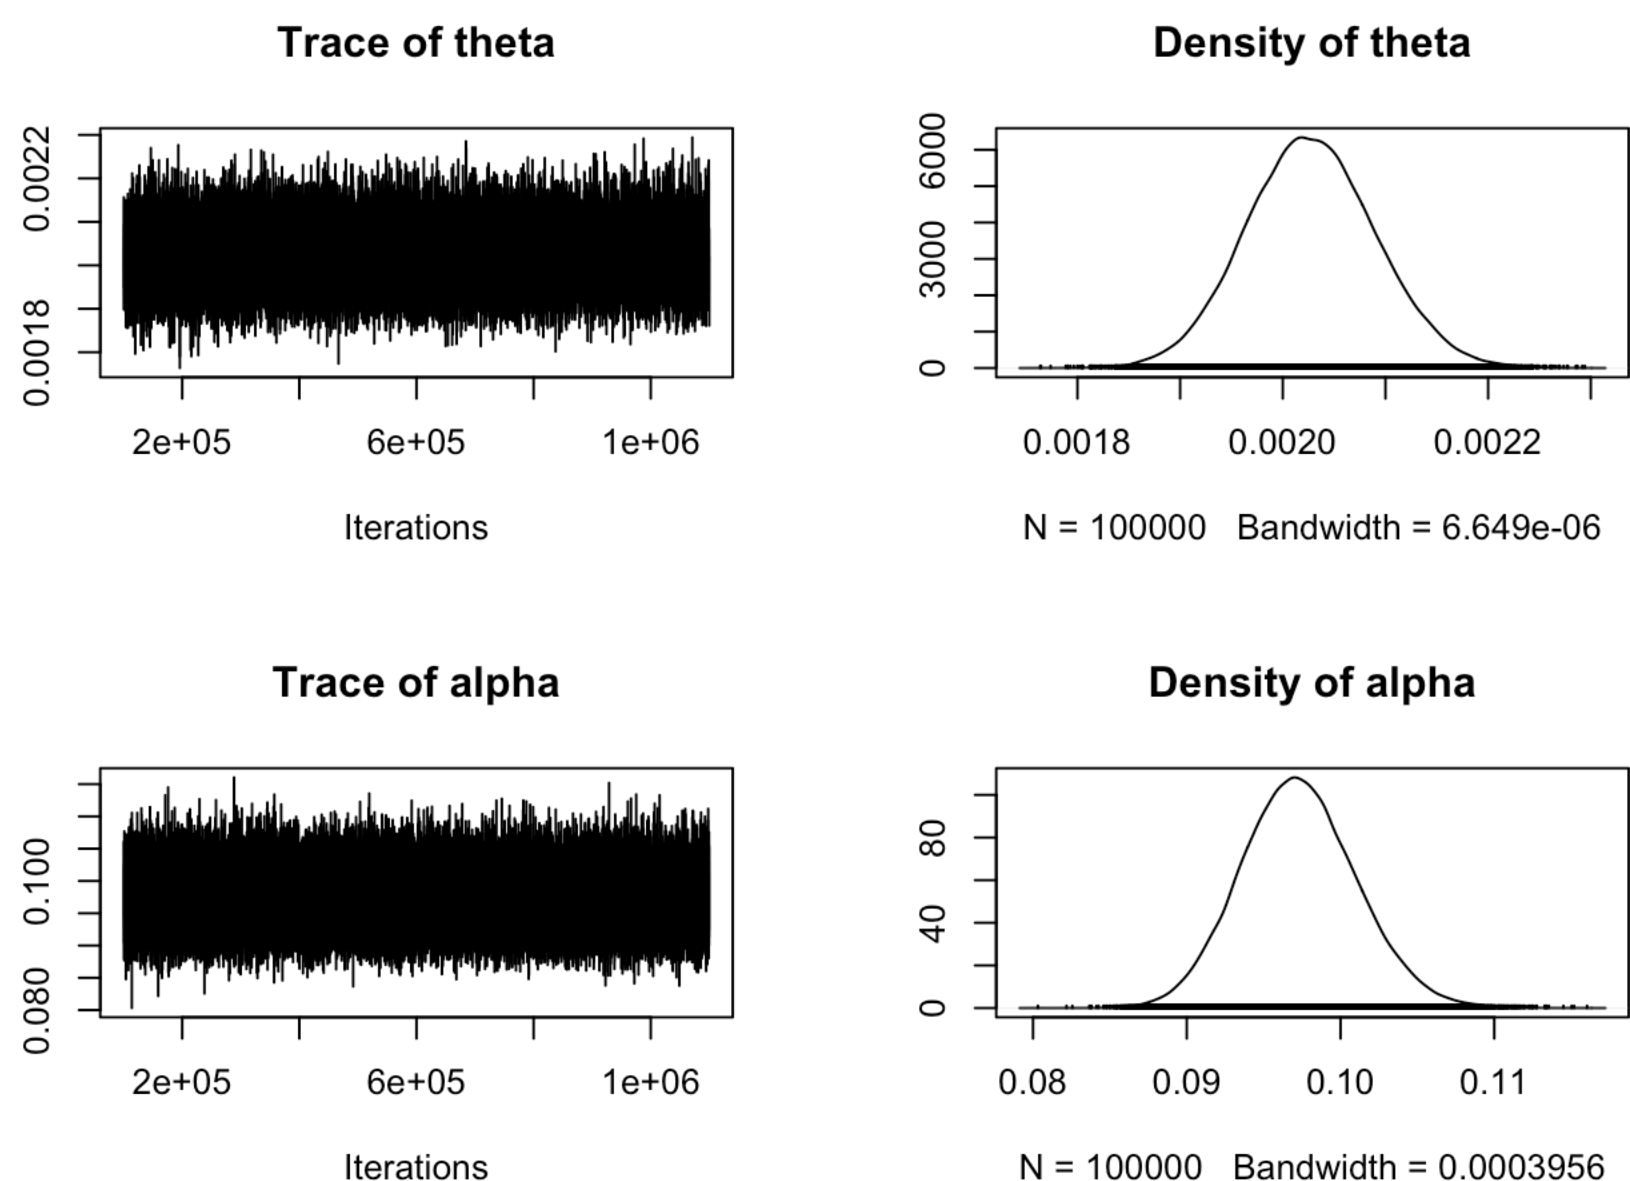 Trace of theta
0.0022
0.0018
2e+05 6e+05 1e+06
Iterations
Density of theta
6000
3000
0
0.0018 0.0020 0.0022
N = 100000 Bandwidth = 6.649e-06
Trace of alpha
0.100
0.080
2e+05 6e+05 1e+06
Iterations
Density of alpha
80
40
0
0.08 0.09 0.10 0.11
N = 100000 Bandwidth = 0.0003956